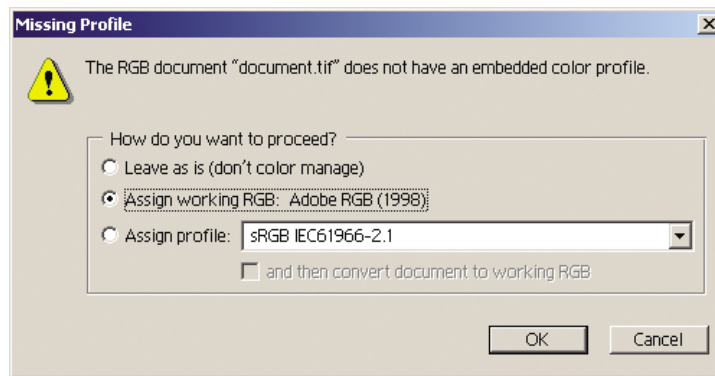 Missing Profile
The RGB document “document.tif” does not have an embedded color profile.
How do you want to proceed?
Leave as is (don’t color manage)
Assign working RGB: Adobe RGB (1998)
Assign profile: sRGB IEC61966-2.1
and then convert document to working RGB
OK Cancel